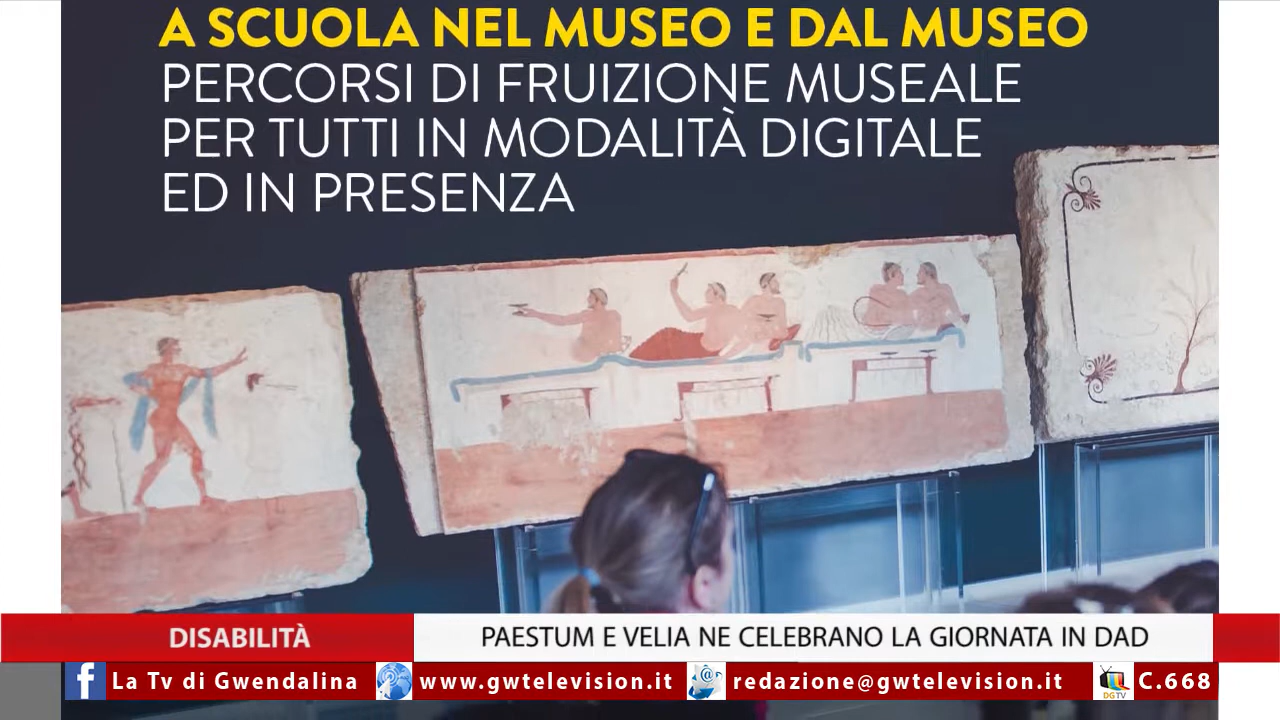 A SCUOLA NEL MUSEO E DAL MUSEO
PERCORSI DI FRUIZIONE MUSEALE
PER TUTTI IN MODALITÀ DIGITALE
ED IN PRESENZA
DISABILITÀ
PAESTUM E VELIA NE CELEBRANO LA GIORNATA IN DAD
La Tv di Gwendalina
www.gwtelevision.it
redazione@gwtelevision.it
DGTV
C.668